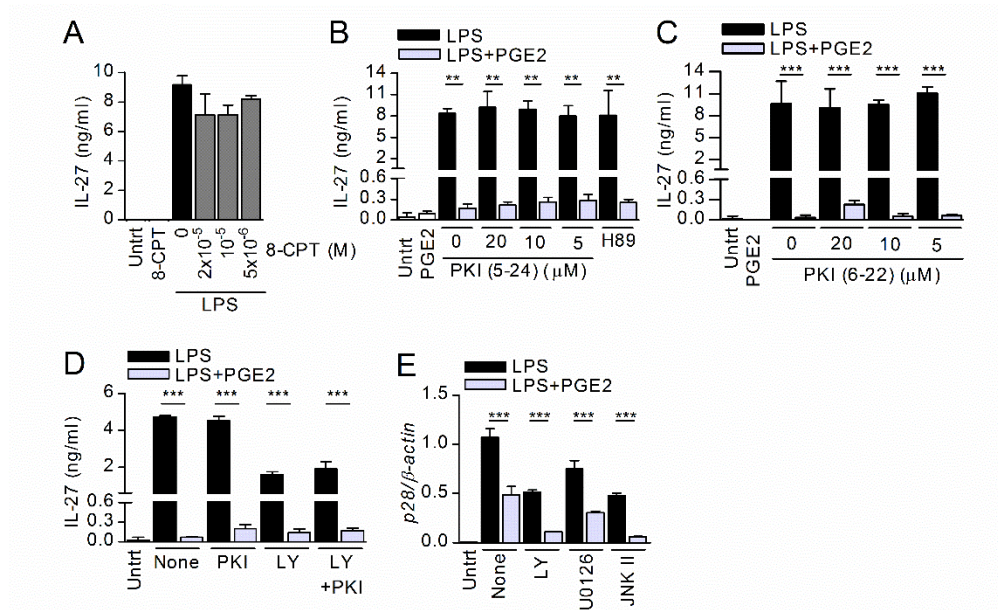 A
IL-27 (ng/ml)
10
8
6
4
2
0
Untrt
8-CPT
0
2x10-5
10-5
5x10-6
8-CPT (M)
LPS
B
LPS
LPS+PGE2
IL-27 (ng/ml)
14
11
8
5
2
0.6
0.3
0.0
** ** ** ** **
Untrt
PGE2
0 20 10 5 H89
PKI (5-24) (μM)
C
LPS
LPS+PGE2
IL-27 (ng/ml)
14
11
8
5
2
0.6
0.3
0.0
*** *** *** ***
Untrt
PGE2
0 20 10 5
PKI (6-22) (μM)
D
LPS
LPS+PGE2
IL-27 (ng/ml)
6
4
2
0.6
0.3
0.0
*** *** *** ***
Untrt
None PKI LY LY
+PKI
E
LPS
LPS+PGE2
p28/β-actin
1.5
1.0
0.5
0.0
*** *** *** ***
Untrt
None
LY
U0126
JNK II